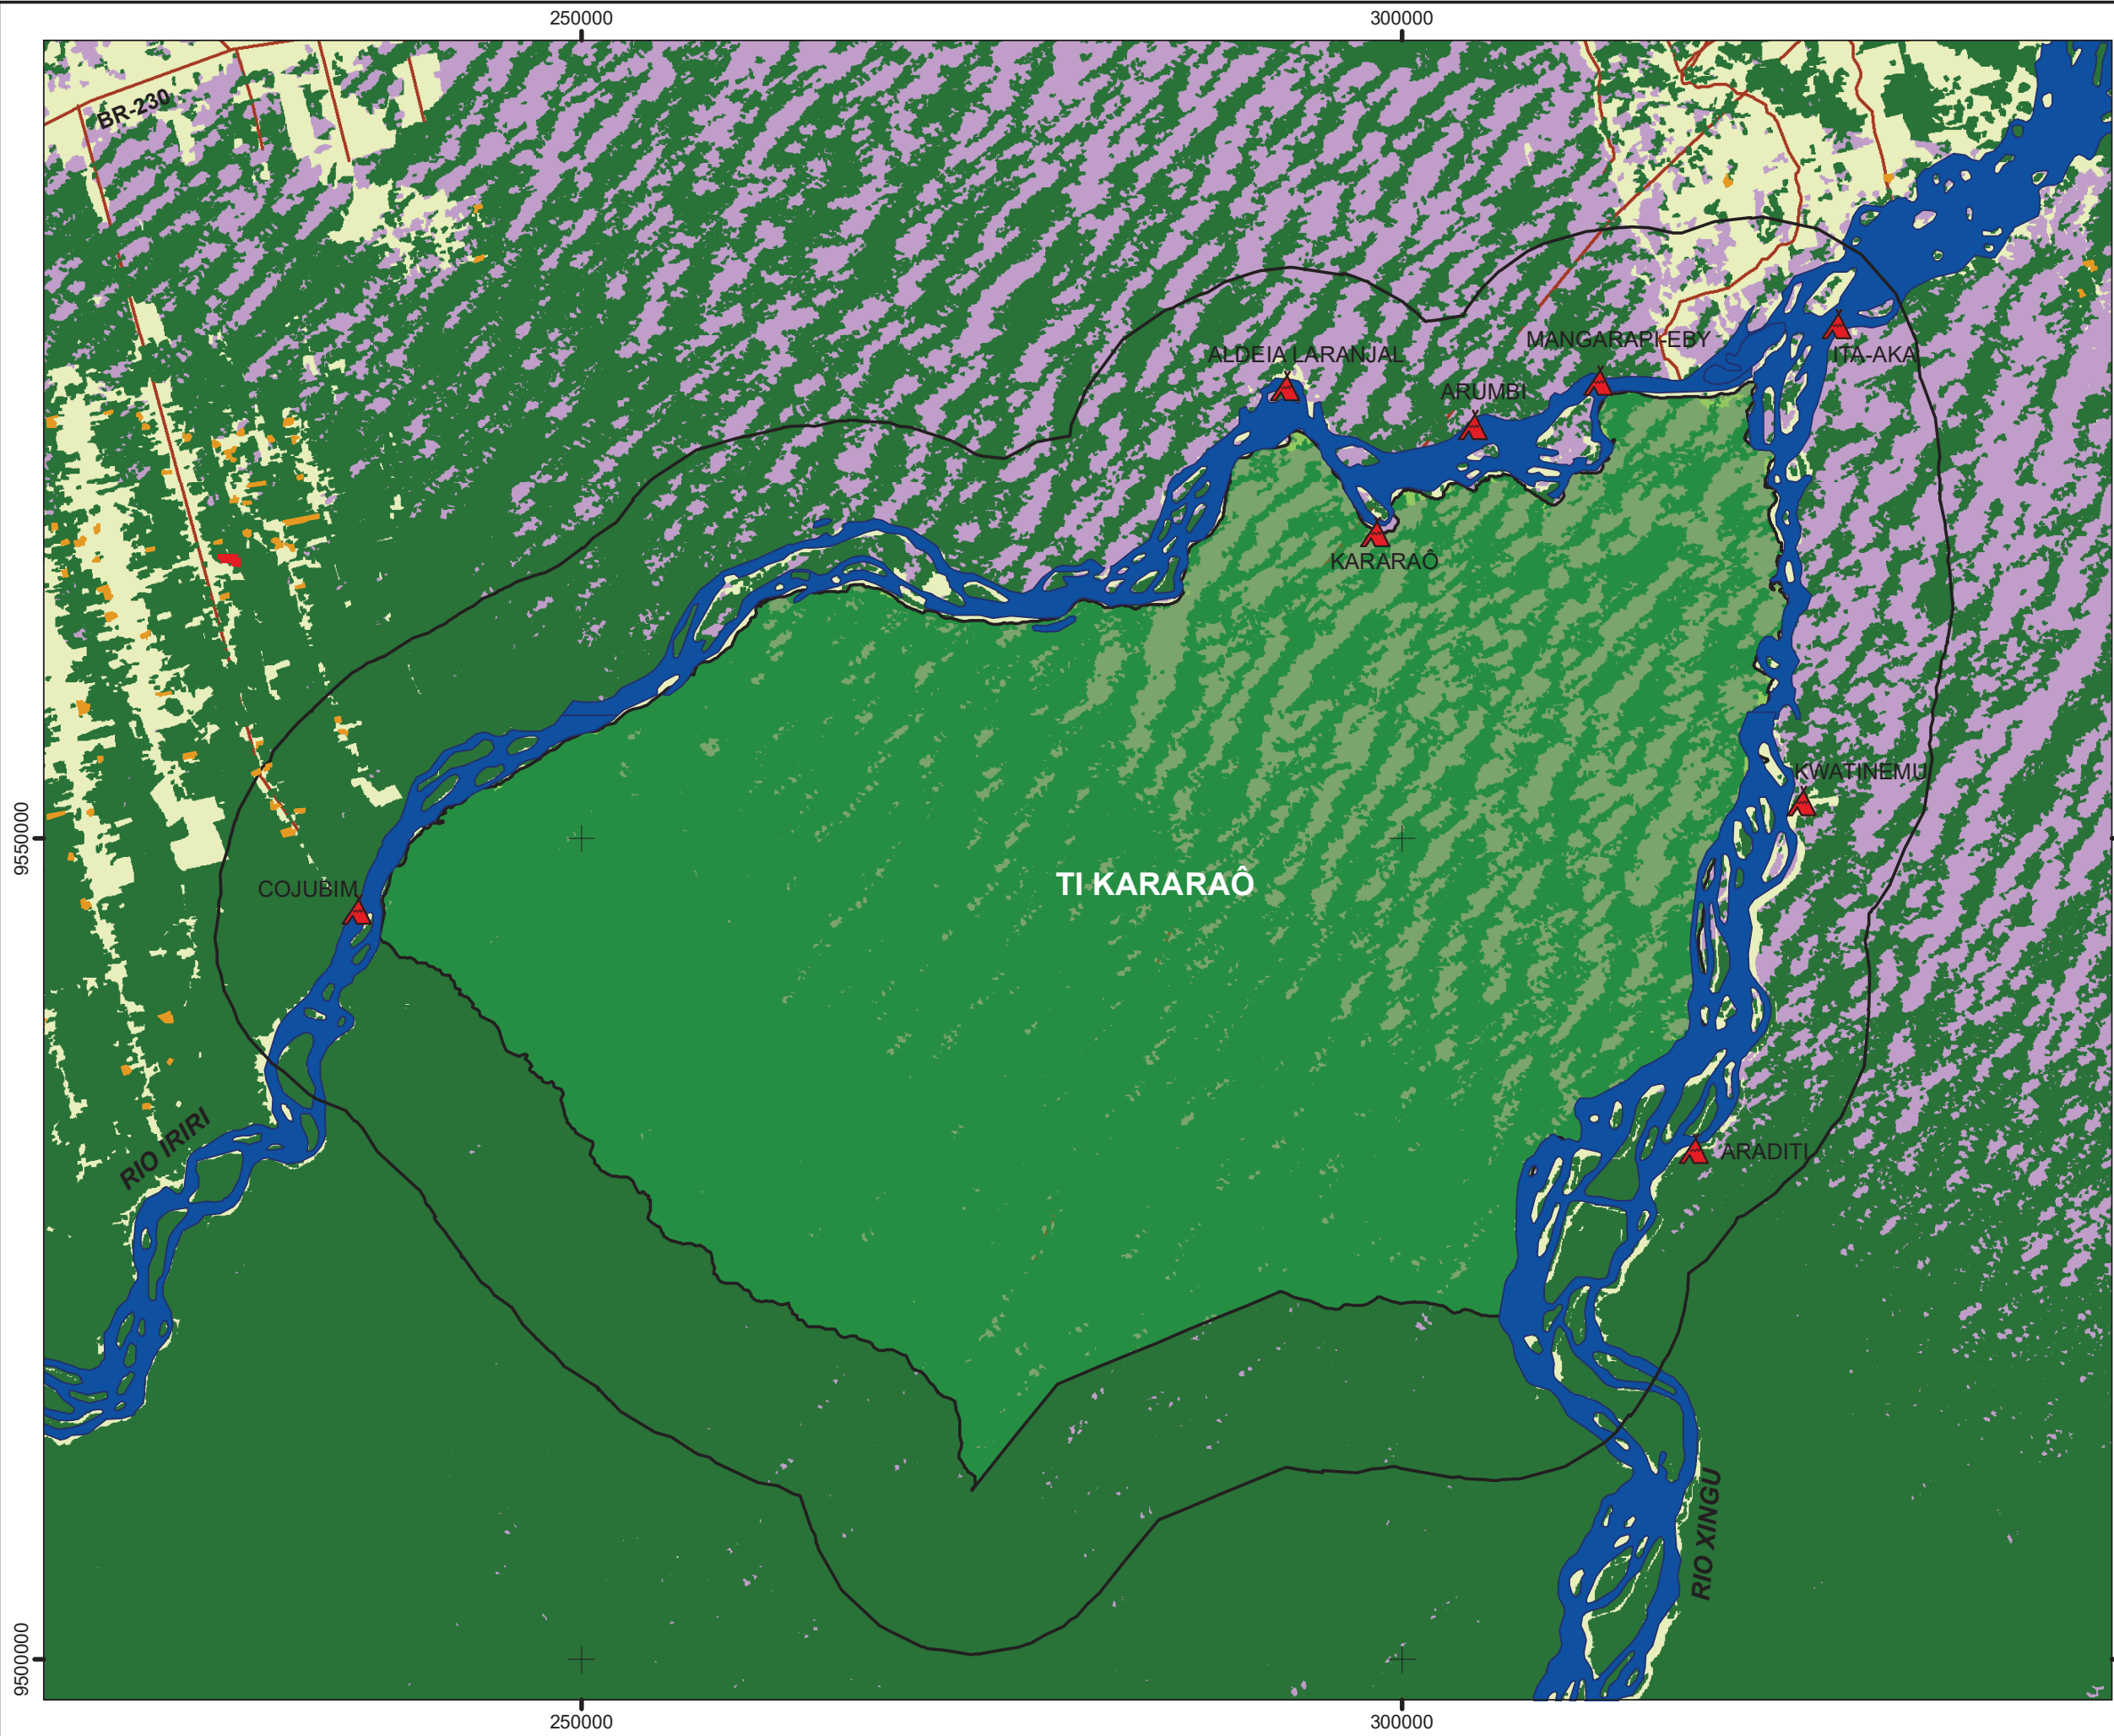 250000 300000
BR-230
MANGARAPI-EBY
ALDEIA LARANJAL
ITA-AKA
ARUMBI
KARARAÔ
KWATINEMU
9550000
TI KARARAÔ
COJUBIM
RIO IRIRI
ARADITI
RIO XINGU
9500000
250000 300000